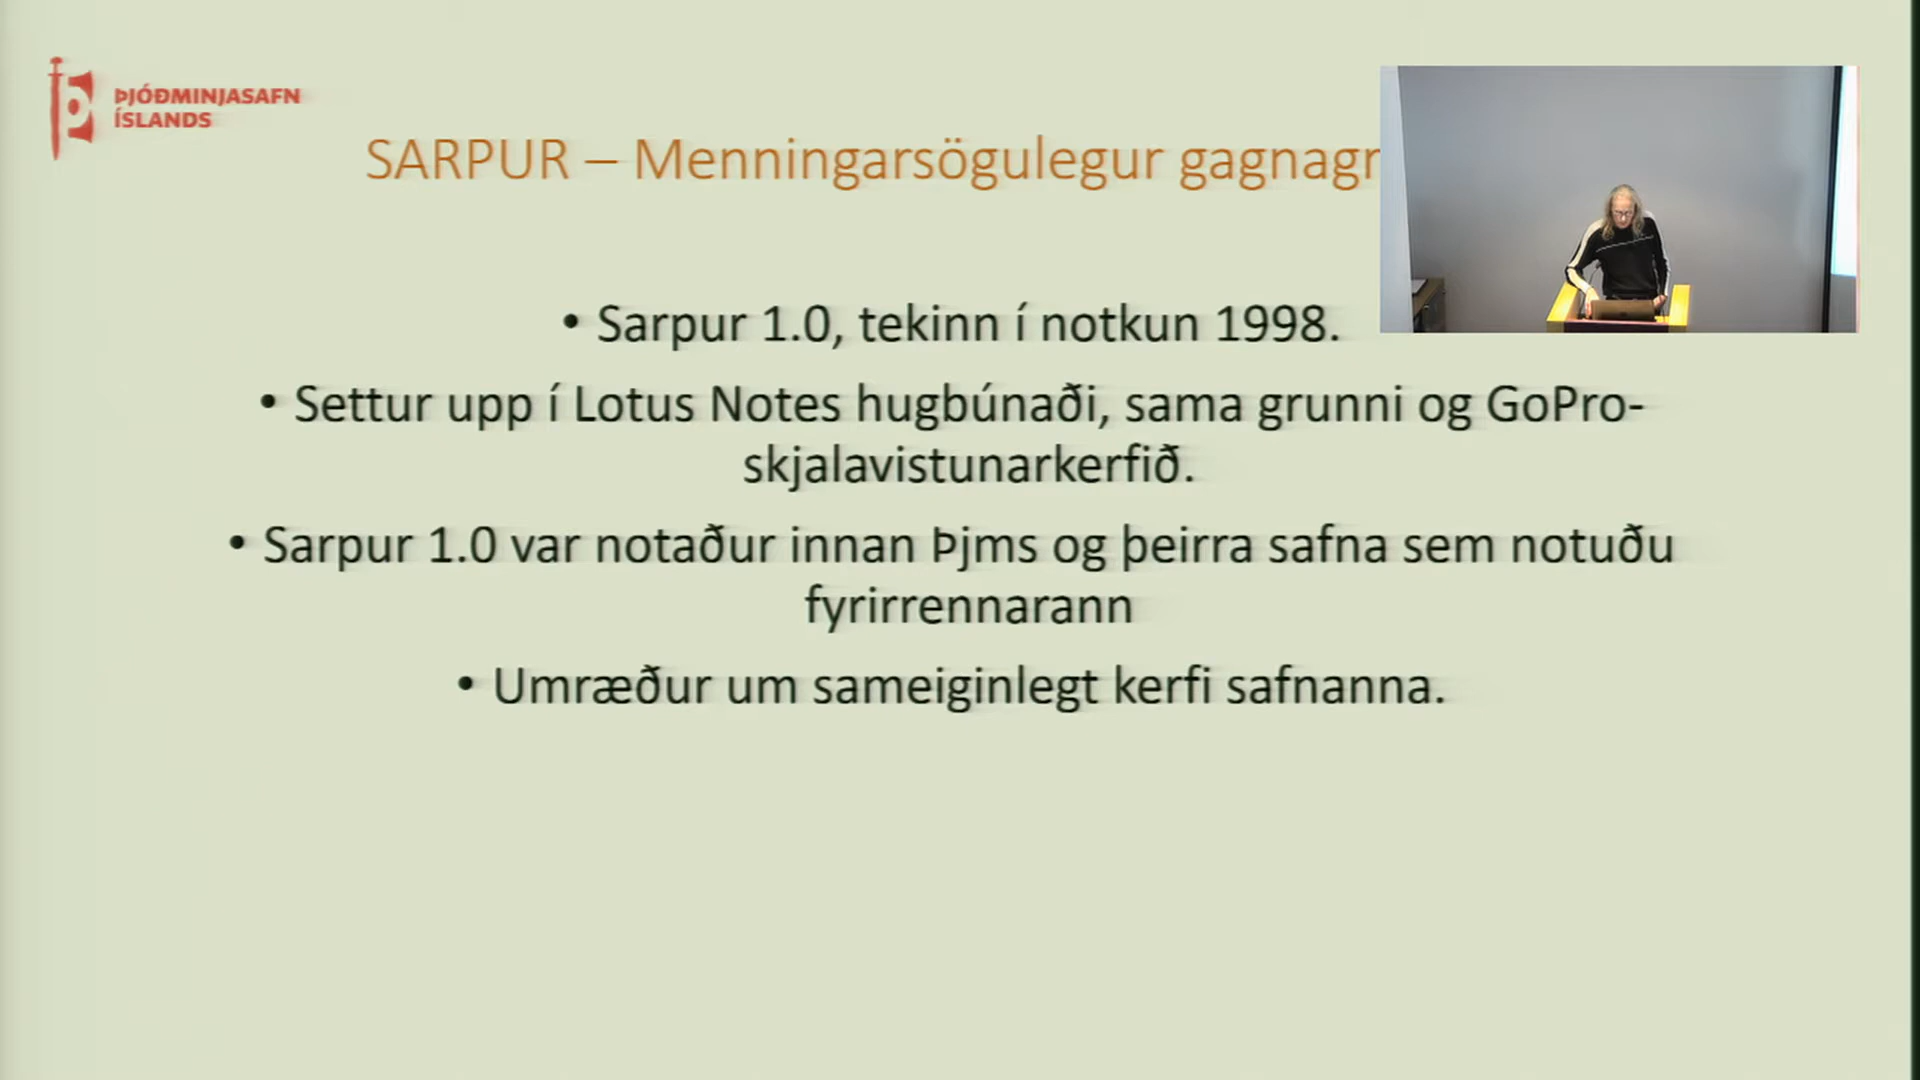 ÞJÓÐMINJASAFN
ÍSLANDS
SARPUR – Menningarsögulegur
• Sarpur 1.0, tekinn í notkun 1998.
• Settur upp í Lotus Notes hugbúnaði, sama grunni og GoPro-
skjalavistunarkerfið.
• Sarpur 1.0 var notaður innan Þjms og þeirra safna sem notuðu
fyrirrennarann
• Umræður um sameiginlegt kerfi safnanna.